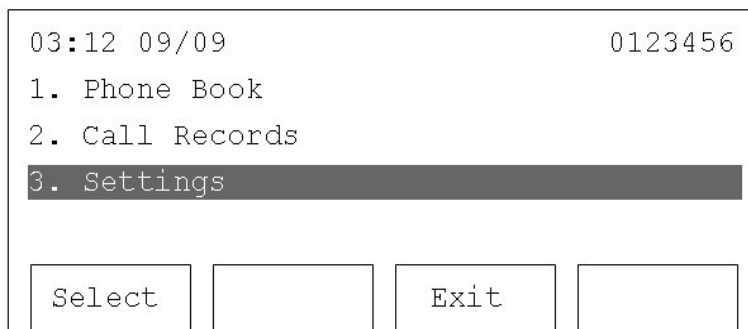 03:12 09/09 0123456
1. Phone Book
2. Call Records
3. Settings
Select Exit